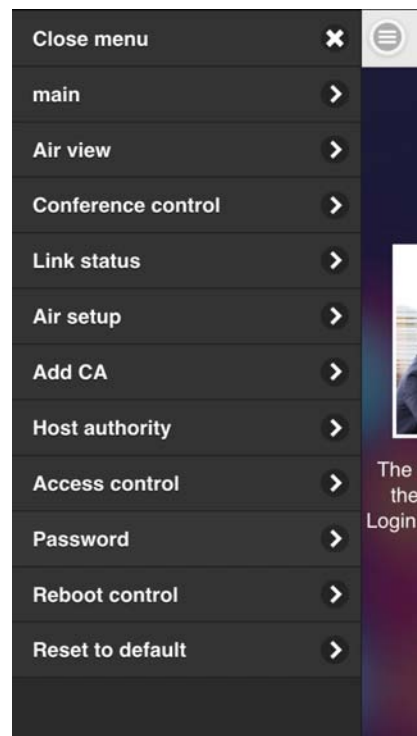 Close menu
main
Air view
Conference control
Link status
Air setup
Add CA
Host authority
Access control
Password
Reboot control
Reset to default
The
the
Login